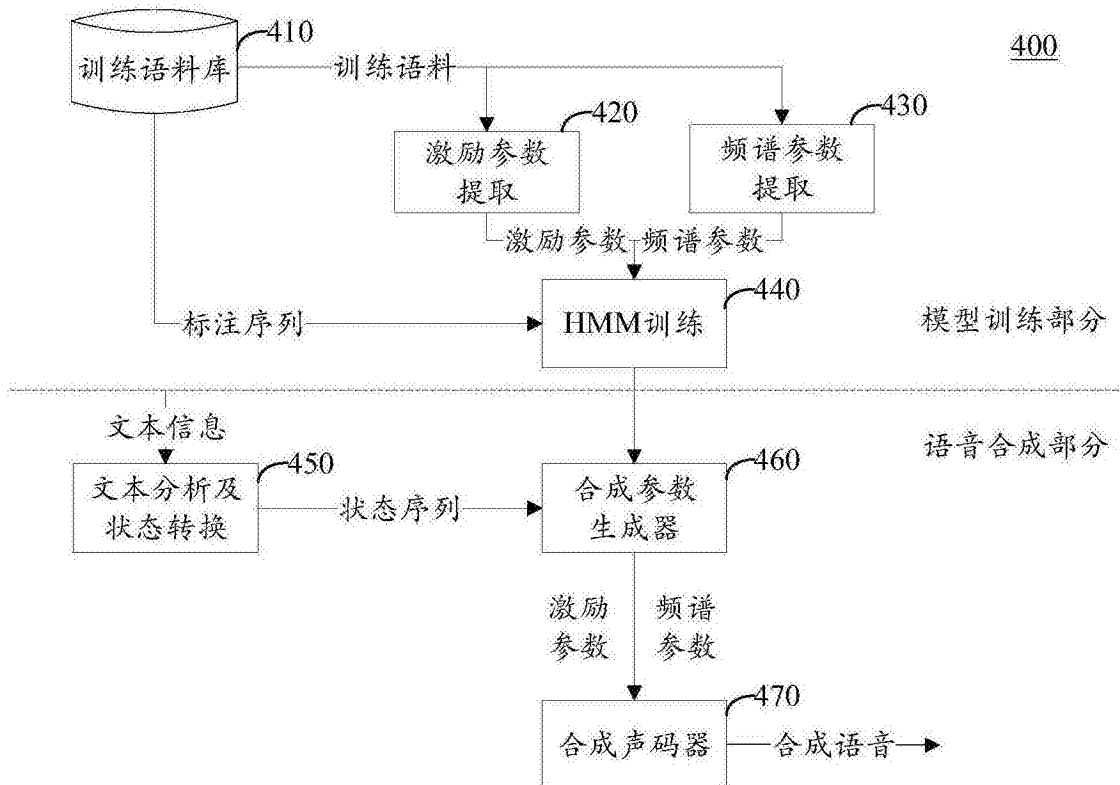 410
400
训练语料库
训练语料
420
430
激励参数
提取
频谱参数
提取
激励参数 频谱参数
440
标注序列
HMM训练
模型训练部分
文本信息
语音合成部分
450
460
文本分析及
状态转换
状态序列
合成参数
生成器
激励
参数
频谱
参数
470
合成声码器
合成语音